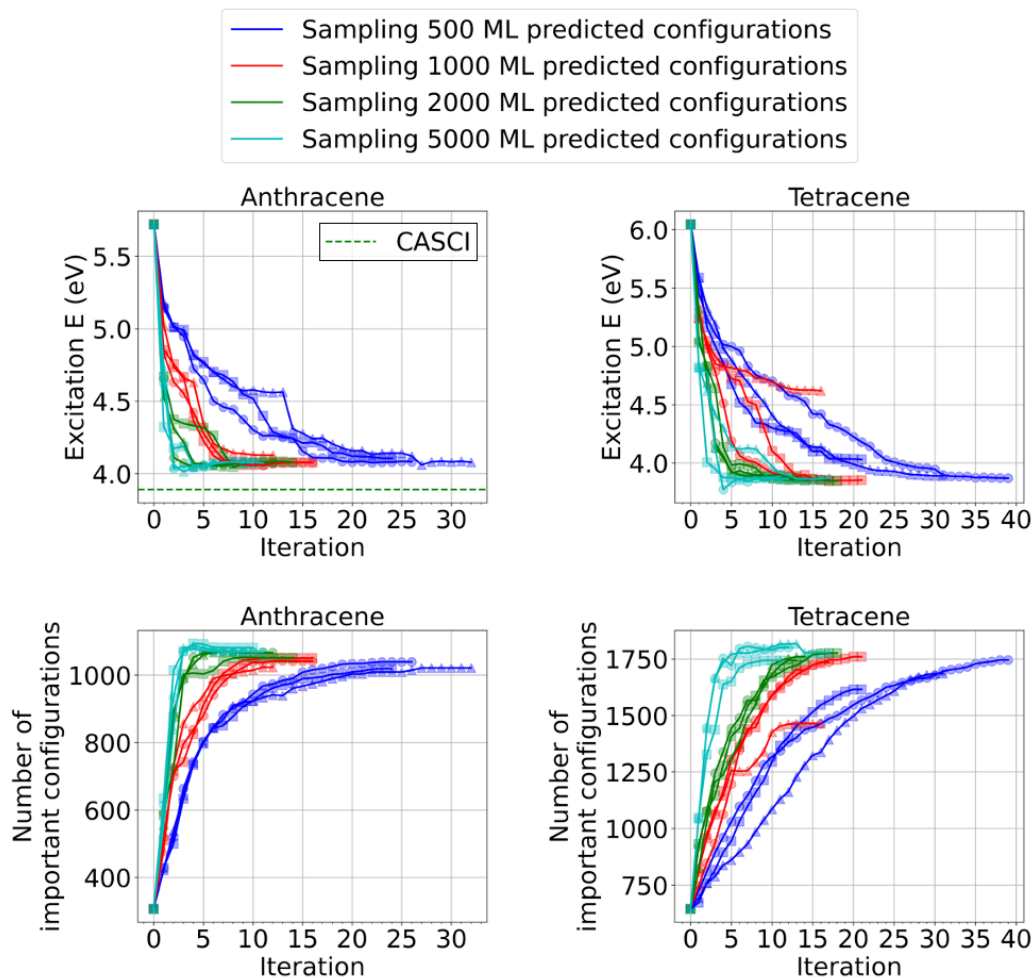 Sampling 500 ML predicted configurations
Sampling 1000 ML predicted configurations
Sampling 2000 ML predicted configurations
Sampling 5000 ML predicted configurations
Anthracene
CASCI
Excitation E (eV)
5.5
5.0
4.5
4.0
0 5 10 15 20 25 30
Iteration
Tetracene
Excitation E (eV)
6.0
5.5
5.0
4.5
4.0
0 5 10 15 20 25 30 35 40
Iteration
Anthracene
Number of
important configurations
1000
800
600
400
0 5 10 15 20 25 30
Iteration
Tetracene
Number of
important configurations
1750
1500
1250
1000
750
0 5 10 15 20 25 30 35 40
Iteration